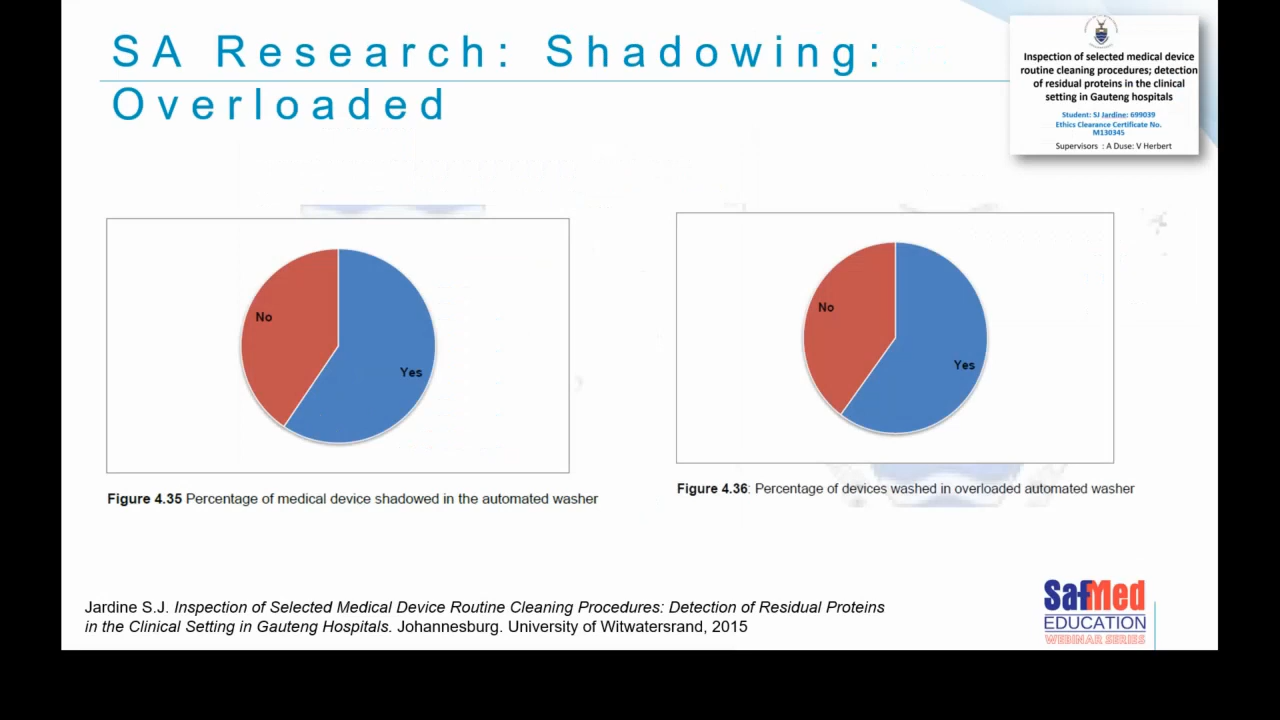 SA Research: Shadowing:
Overloaded
Inspection of selected medical device
routine cleaning procedures; detection
of residual proteins in the clinical
setting in Gauteng hospitals
Student: SJ Jardine: 699039
Ethics Clearance Certificate No.
M130345
Supervisors : A Duse: V Herbert
No
Yes
Figure 4.35 Percentage of medical device shadowed in the automated washer
No
Yes
Figure 4.36: Percentage of devices washed in overloaded automated washer
Jardine S.J. Inspection of Selected Medical Device Routine Cleaning Procedures: Detection of Residual Proteins
in the Clinical Setting in Gauteng Hospitals. Johannesburg. University of Witwatersrand, 2015
SafMed
EDUCATION
WEBINAR SERIES